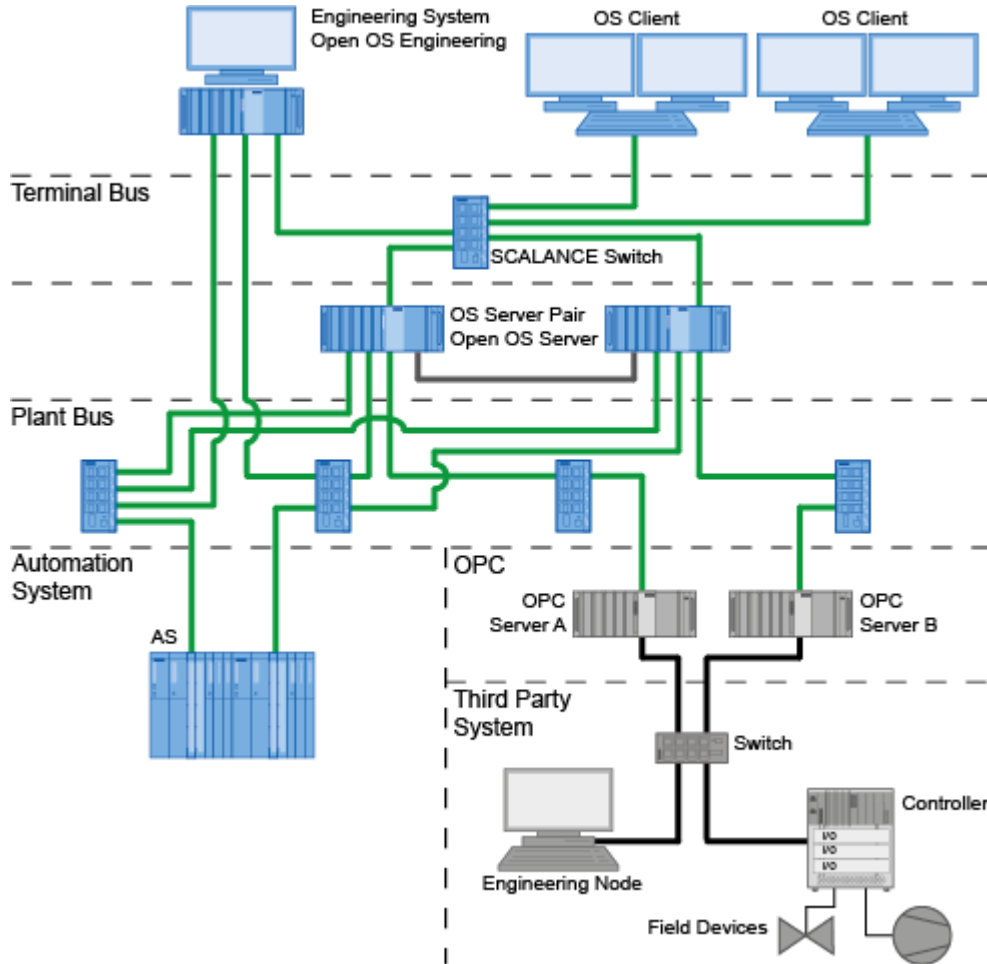 Engineering System
Open OS Engineering
OS Client
OS Client
Terminal Bus
SCALANCE Switch
OS Server Pair
Open OS Server
Plant Bus
Automation
System
OPC
OPC
Server A
OPC
Server B
AS
Third Party
System
Switch
Controller
I/O
I/O
I/O
Engineering Node
Field Devices